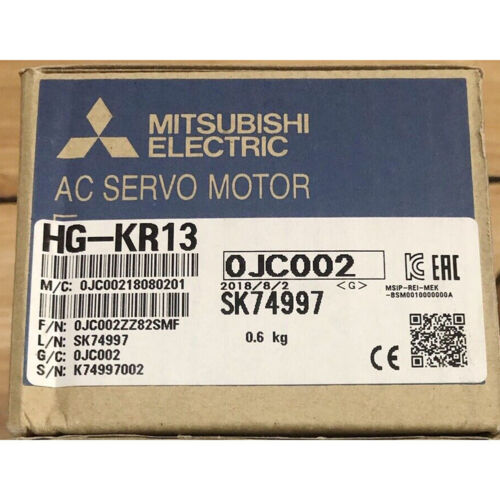 MITSUBISHI
ELECTRIC
AC SERVO MOTOR
HG-KR13
0JC002
M/C: 0JC00218080201
2018/8/2 <G>
SK74997
MSIP-REI-MEK
-BSM0010000000A
F/N: 0JC002ZZ82SMF
L/N: SK74997
G/C: 0JC002
S/N: K74997002
0.6 kg
EAC